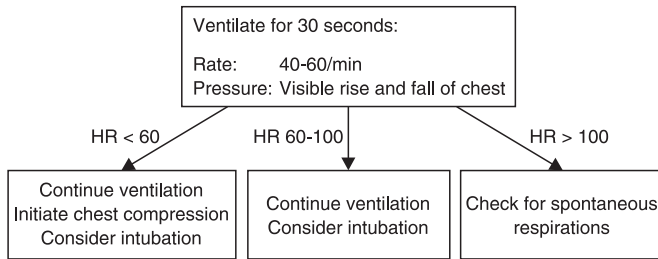 Ventilate for 30 seconds:
Rate: 40-60/min
Pressure: Visible rise and fall of chest
HR < 60
HR 60-100
HR > 100
Continue ventilation
Initiate chest compression
Consider intubation
Continue ventilation
Consider intubation
Check for spontaneous
respirations